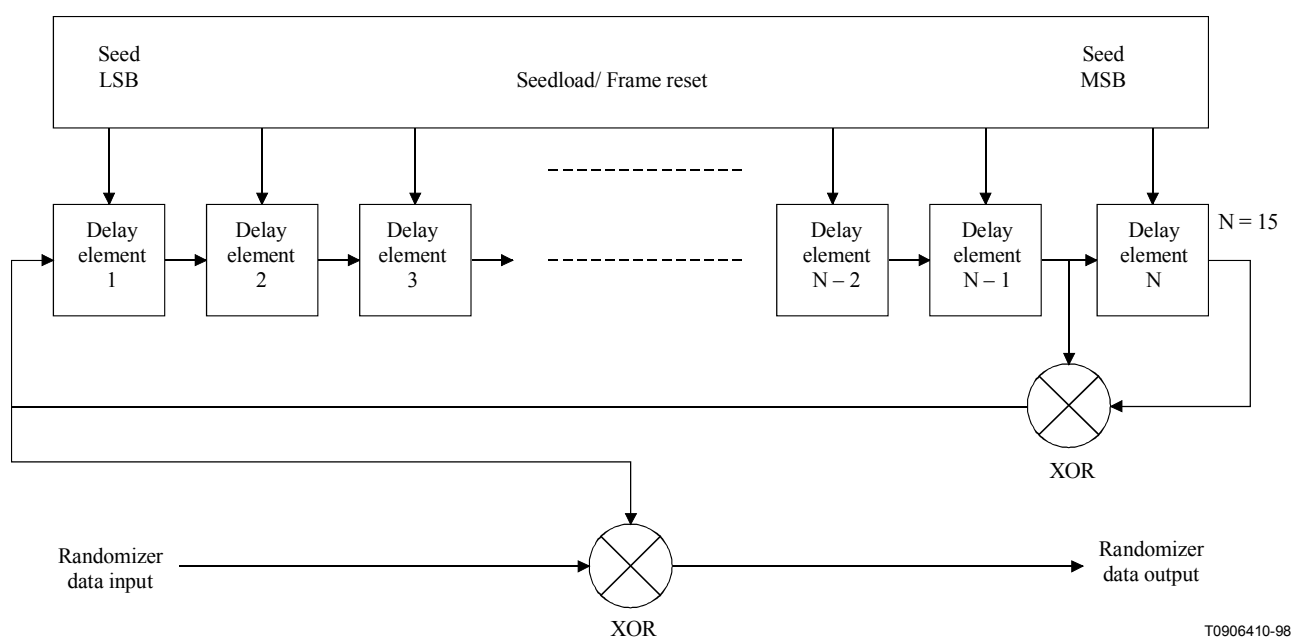 Seed
LSB
Seedload/ Frame reset
Seed
MSB
Delay
element
1
Delay
element
2
Delay
element
3
Delay
element
N – 2
Delay
element
N – 1
Delay
element
N
N = 15
XOR
Randomizer
data input
XOR
Randomizer
data output
T0906410-98